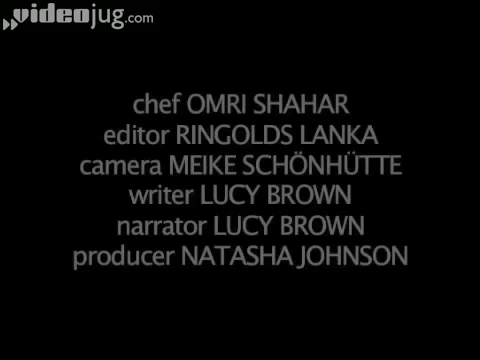 videojug.com
chef OMRI SHAHAR
editor RINGOLDS LANKA
camera MEIKE SCHÖNHÜTTE
writer LUCY BROWN
narrator LUCY BROWN
producer NATASHA JOHNSON